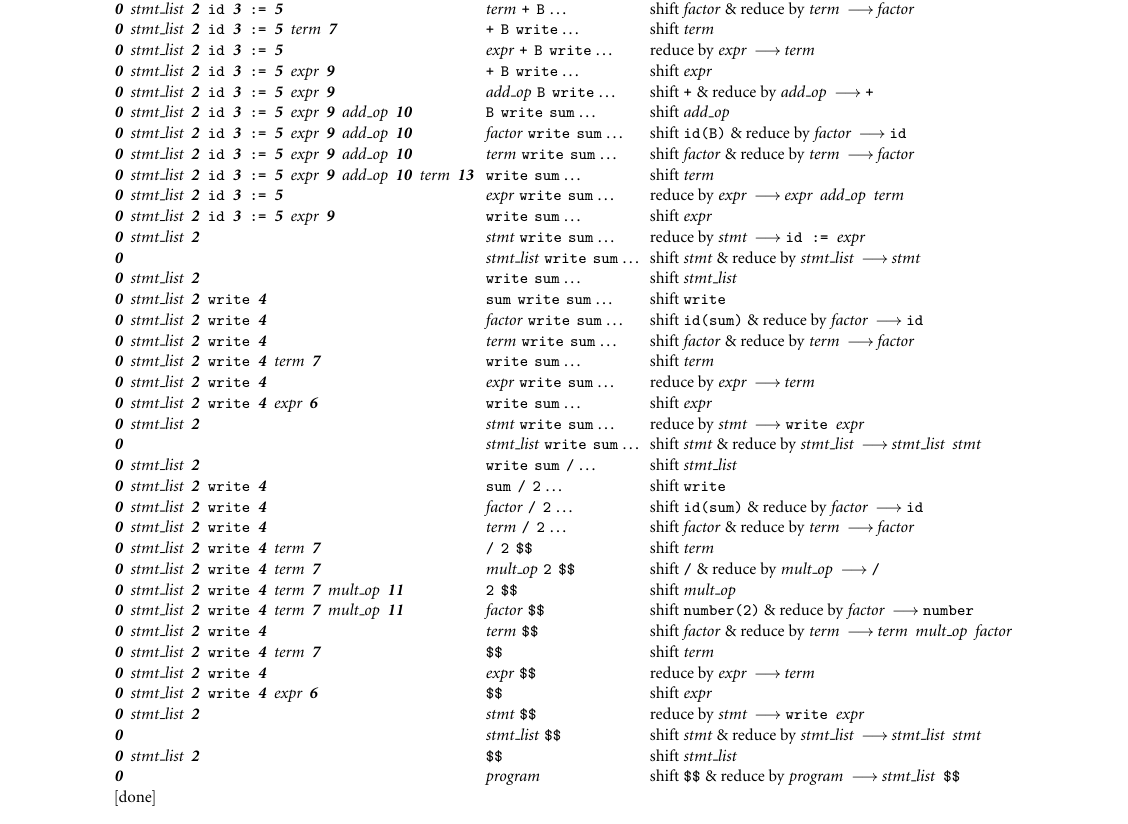 0 stmt_list 2 id 3 := 5 term + B ... shift factor & reduce by term ⟶ factor
0 stmt_list 2 id 3 := 5 term 7 + B write ... shift term
0 stmt_list 2 id 3 := 5 expr + B write ... reduce by expr ⟶ term
0 stmt_list 2 id 3 := 5 expr 9 + B write ... shift expr
0 stmt_list 2 id 3 := 5 expr 9 add_op B write ... shift + & reduce by add_op ⟶ +
0 stmt_list 2 id 3 := 5 expr 9 add_op 10 B write sum ... shift add_op
0 stmt_list 2 id 3 := 5 expr 9 add_op 10 factor write sum ... shift id(B) & reduce by factor ⟶ id
0 stmt_list 2 id 3 := 5 expr 9 add_op 10 term write sum ... shift factor & reduce by term ⟶ factor
0 stmt_list 2 id 3 := 5 expr 9 add_op 10 term 13 write sum ... shift term
0 stmt_list 2 id 3 := 5 expr write sum ... reduce by expr ⟶ expr add_op term
0 stmt_list 2 id 3 := 5 expr 9 write sum ... shift expr
0 stmt_list 2 stmt write sum ... reduce by stmt ⟶ id := expr
0 stmt_list write sum ... shift stmt & reduce by stmt_list ⟶ stmt
0 stmt_list 2 write sum ... shift stmt_list
0 stmt_list 2 write 4 sum write sum ... shift write
0 stmt_list 2 write 4 factor write sum ... shift id(sum) & reduce by factor ⟶ id
0 stmt_list 2 write 4 term write sum ... shift factor & reduce by term ⟶ factor
0 stmt_list 2 write 4 term 7 write sum ... shift term
0 stmt_list 2 write 4 expr write sum ... reduce by expr ⟶ term
0 stmt_list 2 write 4 expr 6 write sum ... shift expr
0 stmt_list 2 stmt write sum ... reduce by stmt ⟶ write expr
0 stmt_list write sum ... shift stmt & reduce by stmt_list ⟶ stmt_list stmt
0 stmt_list 2 write sum / ... shift stmt_list
0 stmt_list 2 write 4 sum / 2 ... shift write
0 stmt_list 2 write 4 factor / 2 ... shift id(sum) & reduce by factor ⟶ id
0 stmt_list 2 write 4 term / 2 ... shift factor & reduce by term ⟶ factor
0 stmt_list 2 write 4 term 7 / 2 $$ shift term
0 stmt_list 2 write 4 term 7 mult_op 2 $$ shift / & reduce by mult_op ⟶ /
0 stmt_list 2 write 4 term 7 mult_op 11 2 $$ shift mult_op
0 stmt_list 2 write 4 term 7 mult_op 11 factor $$ shift number(2) & reduce by factor ⟶ number
0 stmt_list 2 write 4 term $$ shift factor & reduce by term ⟶ term mult_op factor
0 stmt_list 2 write 4 term 7 $$ shift term
0 stmt_list 2 write 4 expr $$ reduce by expr ⟶ term
0 stmt_list 2 write 4 expr 6 $$ shift expr
0 stmt_list 2 stmt $$ reduce by stmt ⟶ write expr
0 stmt_list $$ shift stmt & reduce by stmt_list ⟶ stmt_list stmt
0 stmt_list 2 $$ shift stmt_list
0 program shift $$ & reduce by program ⟶ stmt_list $$
[done]